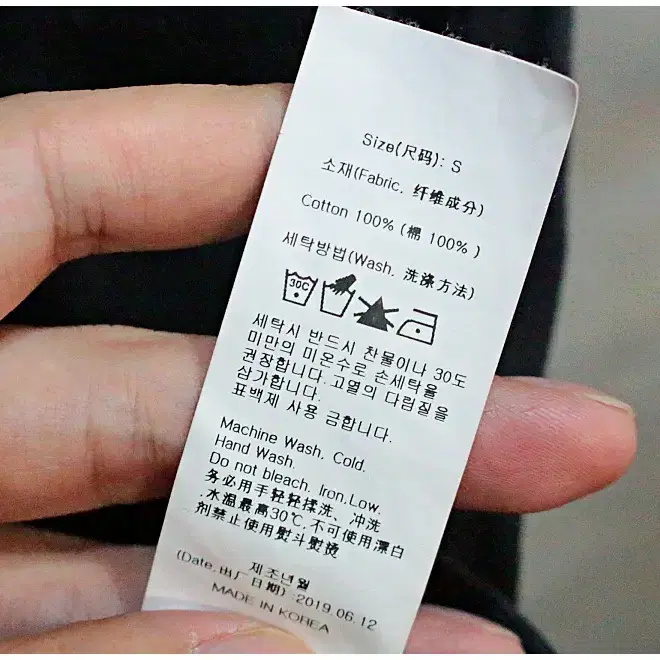 Size(尺码): S
소재(Fabric, 纤维成分)
Cotton 100% (棉 100% )
세탁방법(Wash, 洗涤方法)
30C
세탁시 반드시 찬물이나 30도
미만의 미온수로 손세탁을
권장합니다.고열의 다림질을
삼가합니다.
표백제 사용 금합니다.
Machine Wash, Cold,
Hand Wash.
Do not bleach, Iron,Low,
务必用手轻轻揉洗、冲洗
,水温最高30℃,不可使用漂白
剂禁止使用熨斗熨烫
제조년월
(Date,出厂日期):2019.06.12
MADE IN KOREA